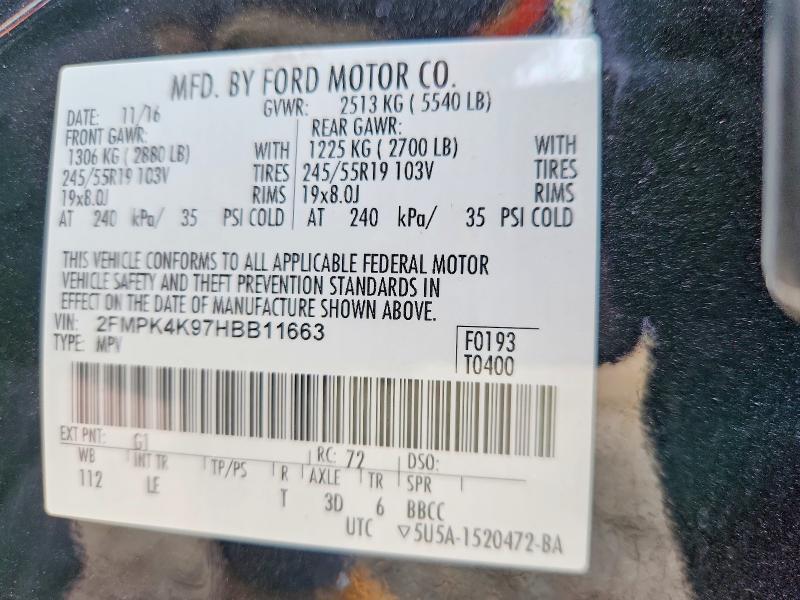 MFD. BY FORD MOTOR CO.
DATE: 11/16 GVWR: 2513 KG ( 5540 LB)
FRONT GAWR: REAR GAWR:
1306 KG ( 2880 LB) WITH 1225 KG ( 2700 LB) WITH
245/55R19 103V TIRES 245/55R19 103V TIRES
19x8.0J RIMS 19x8.0J RIMS
AT 240 kPa/ 35 PSI COLD AT 240 kPa/ 35 PSI COLD
THIS VEHICLE CONFORMS TO ALL APPLICABLE FEDERAL MOTOR
VEHICLE SAFETY AND THEFT PREVENTION STANDARDS IN
EFFECT ON THE DATE OF MANUFACTURE SHOWN ABOVE.
VIN: 2FMPK4K97HBB11663
TYPE: MPV
F0193
T0400
EXT PNT: G1 RC: 72 DSO:
WB INT TR TP/PS R AXLE TR SPR
112 LE T 3D 6 BBCC
UTC ▽5U5A-1520472-BA